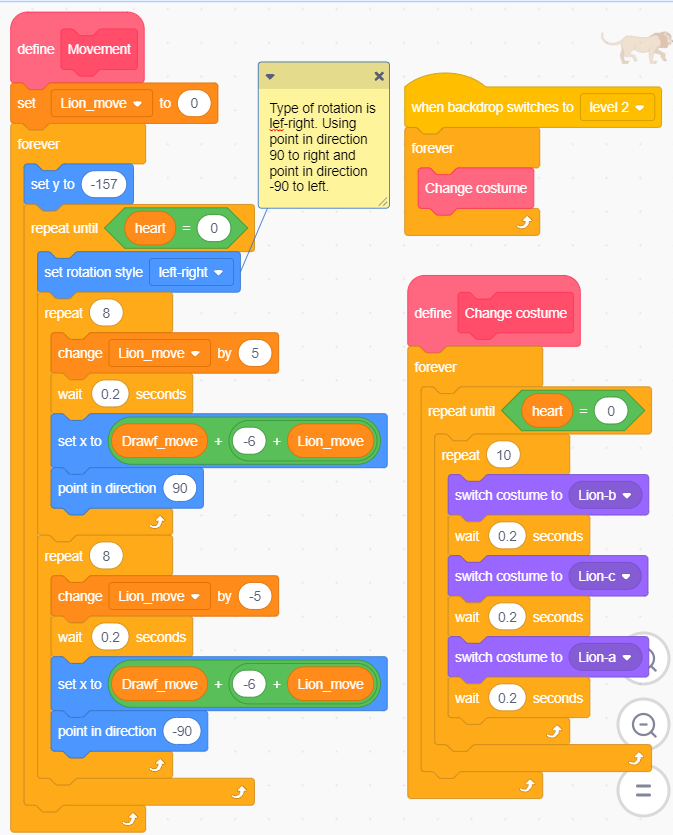 define Movement
set Lion_move to 0
forever
set y to -157
repeat until heart = 0
set rotation style left-right
repeat 8
change Lion_move by 5
wait 0.2 seconds
set x to Drawf_move + -6 + Lion_move
point in direction 90
repeat 8
change Lion_move by -5
wait 0.2 seconds
set x to Drawf_move + -6 + Lion_move
point in direction -90
Type of rotation is
lef-right. Using
point in direction
90 to right and
point in direction
-90 to left.
when backdrop switches to level 2
forever
Change costume
define Change costume
forever
repeat until heart = 0
repeat 10
switch costume to Lion-b
wait 0.2 seconds
switch costume to Lion-c
wait 0.2 seconds
switch costume to Lion-a
wait 0.2 seconds